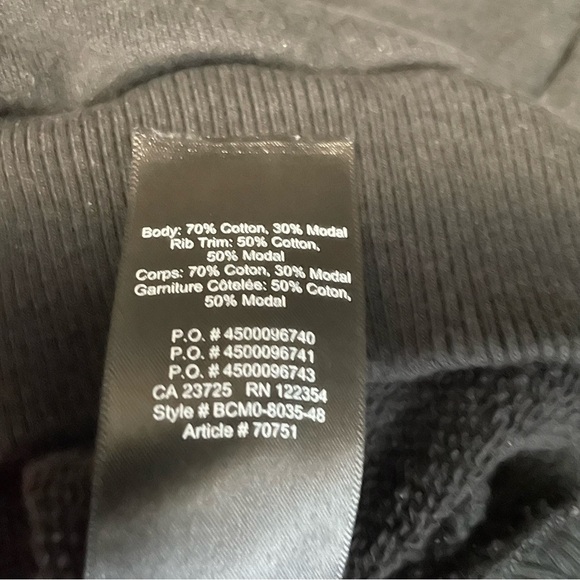 Body: 70% Cotton, 30% Modal
Rib Trim: 50% Cotton,
50% Modal
Corps: 70% Coton, 30% Modal
Garniture Côtelée: 50% Coton,
50% Modal
P.O. # 4500096740
P.O. # 4500096741
P.O. # 4500096743
CA 23725 RN 122354
Style # BCM0-8035-48
Article # 70751